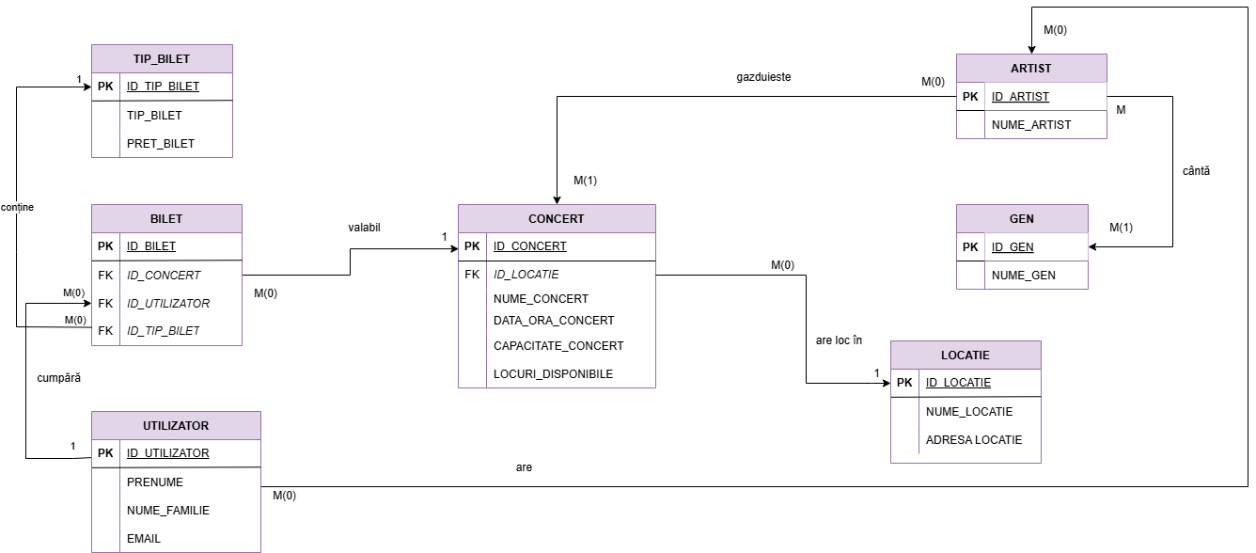 TIP_BILET
1
PK ID_TIP_BILET
TIP_BILET
PRET_BILET
conține
BILET
PK ID_BILET
FK ID_CONCERT
M(0)
FK ID_UTILIZATOR
M(0)
FK ID_TIP_BILET
M(0)
valabil
1
cumpără
1
UTILIZATOR
PK ID_UTILIZATOR
PRENUME
NUME_FAMILIE
EMAIL
M(0)
are
CONCERT
PK ID_CONCERT
FK ID_LOCATIE
NUME_CONCERT
DATA_ORA_CONCERT
CAPACITATE_CONCERT
LOCURI_DISPONIBILE
M(1)
gazduieste
M(0)
M(0)
ARTIST
PK ID_ARTIST
NUME_ARTIST
M
cântă
M(1)
GEN
PK ID_GEN
NUME_GEN
M(0)
are loc în
1
LOCATIE
PK ID_LOCATIE
NUME_LOCATIE
ADRESA LOCATIE